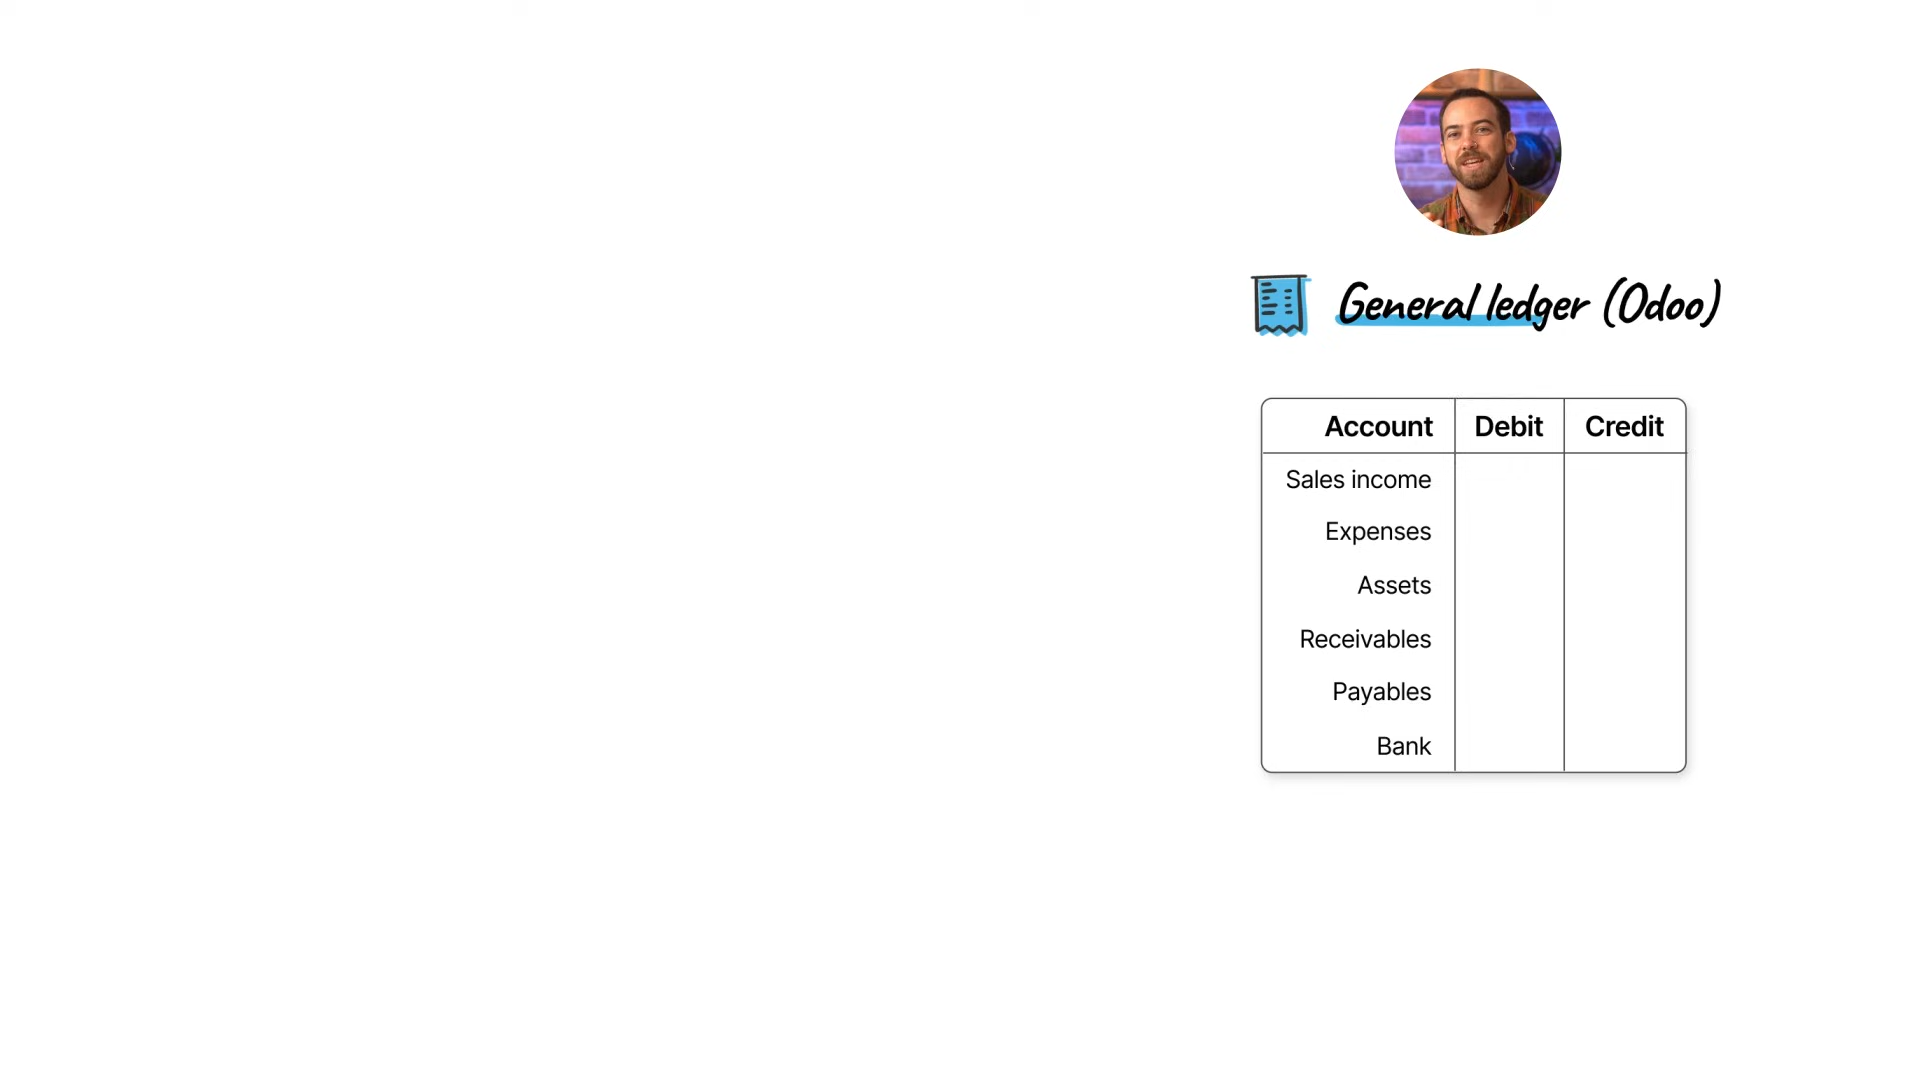 General ledger (Odoo)
Account Debit Credit
Sales income
Expenses
Assets
Receivables
Payables
Bank